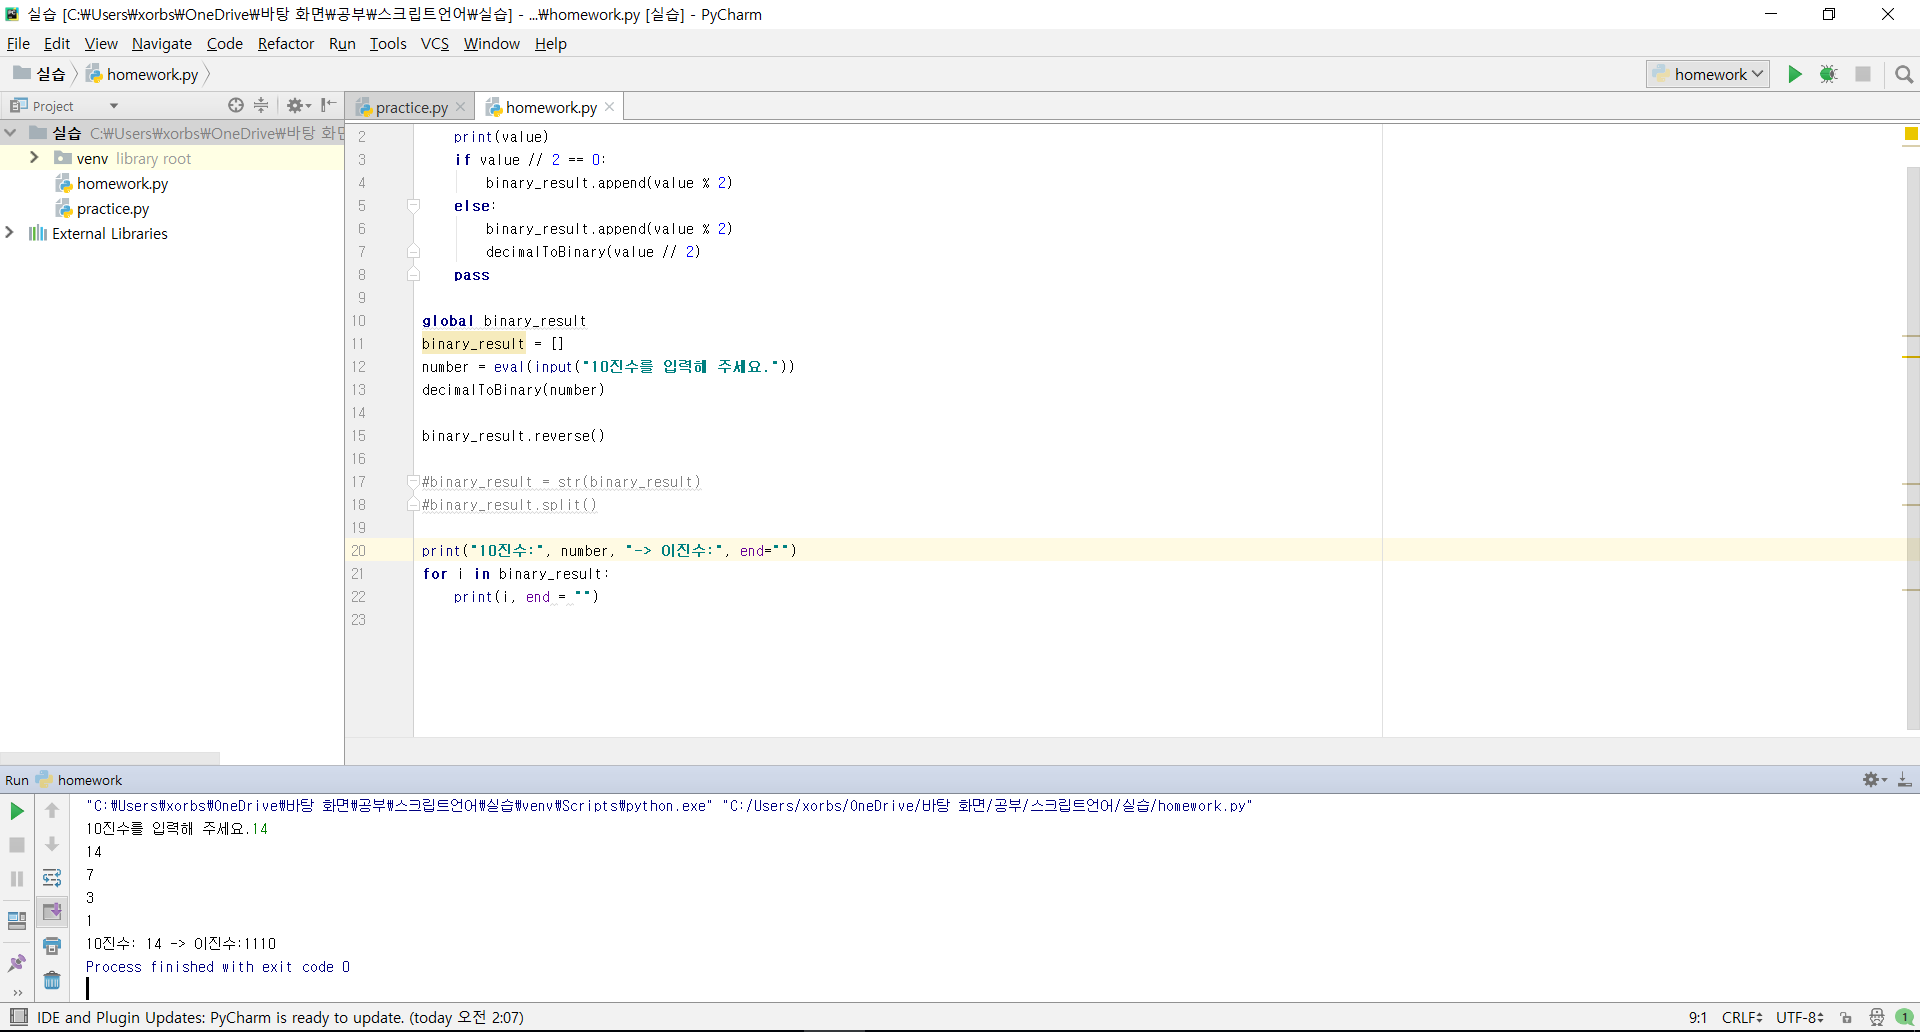 실습 [C:₩Users₩xorbs₩OneDrive₩바탕 화면₩공부₩스크립트언어₩실습] - ...₩homework.py [실습] - PyCharm
File Edit View Navigate Code Refactor Run Tools VCS Window Help
실습 homework.py
homework
Project
practice.py homework.py
실습 C:₩Users₩xorbs₩OneDrive₩바탕 화면
venv library root
homework.py
practice.py
External Libraries
2     print(value)
3     if value // 2 == 0:
4         binary_result.append(value % 2)
5     else:
6         binary_result.append(value % 2)
7         decimalToBinary(value // 2)
8     pass
9
10 global binary_result
11 binary_result = []
12 number = eval(input("10진수를 입력해 주세요."))
13 decimalToBinary(number)
14
15 binary_result.reverse()
16
17 #binary_result = str(binary_result)
18 #binary_result.split()
19
20 print("10진수:", number, "-> 이진수:", end="")
21 for i in binary_result:
22     print(i, end = "")
23
Run homework
"C:₩Users₩xorbs₩OneDrive₩바탕 화면₩공부₩스크립트언어₩실습₩venv₩Scripts₩python.exe" "C:/Users/xorbs/OneDrive/바탕 화면/공부/스크립트언어/실습/homework.py"
10진수를 입력해 주세요.14
14
7
3
1
10진수: 14 -> 이진수:1110
Process finished with exit code 0
IDE and Plugin Updates: PyCharm is ready to update. (today 오전 2:07)
9:1 CRLF UTF-8 1